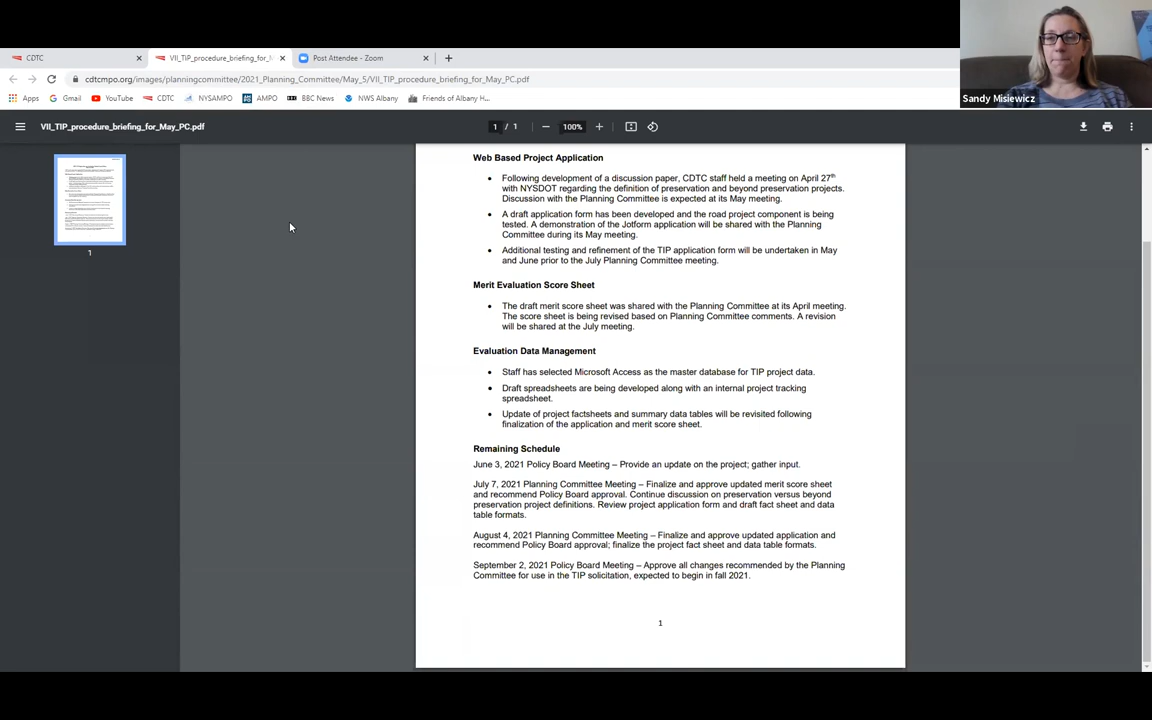 CDTC
VII_TIP_procedure_briefing_for_M
Post Attendee - Zoom
cdtcmpo.org/images/planningcommittee/2021_Planning_Committee/May_5/VII_TIP_procedure_briefing_for_May_PC.pdf
Apps
Gmail
YouTube
CDTC
NYSAMPO
AMPO
BBC News
NWS Albany
Friends of Albany H...
Sandy Misiewicz
VII_TIP_procedure_briefing_for_May_PC.pdf
1 / 1
100%
1
Web Based Project Application
• Following development of a discussion paper, CDTC staff held a meeting on April 27th
with NYSDOT regarding the definition of preservation and beyond preservation projects.
Discussion with the Planning Committee is expected at its May meeting.
• A draft application form has been developed and the road project component is being
tested. A demonstration of the Jotform application will be shared with the Planning
Committee during its May meeting.
• Additional testing and refinement of the TIP application form will be undertaken in May
and June prior to the July Planning Committee meeting.
Merit Evaluation Score Sheet
• The draft merit score sheet was shared with the Planning Committee at its April meeting.
The score sheet is being revised based on Planning Committee comments. A revision
will be shared at the July meeting.
Evaluation Data Management
• Staff has selected Microsoft Access as the master database for TIP project data.
• Draft spreadsheets are being developed along with an internal project tracking
spreadsheet.
• Update of project factsheets and summary data tables will be revisited following
finalization of the application and merit score sheet.
Remaining Schedule
June 3, 2021 Policy Board Meeting – Provide an update on the project; gather input.
July 7, 2021 Planning Committee Meeting – Finalize and approve updated merit score sheet
and recommend Policy Board approval. Continue discussion on preservation versus beyond
preservation project definitions. Review project application form and draft fact sheet and data
table formats.
August 4, 2021 Planning Committee Meeting – Finalize and approve updated application and
recommend Policy Board approval; finalize the project fact sheet and data table formats.
September 2, 2021 Policy Board Meeting – Approve all changes recommended by the Planning
Committee for use in the TIP solicitation, expected to begin in fall 2021.
1